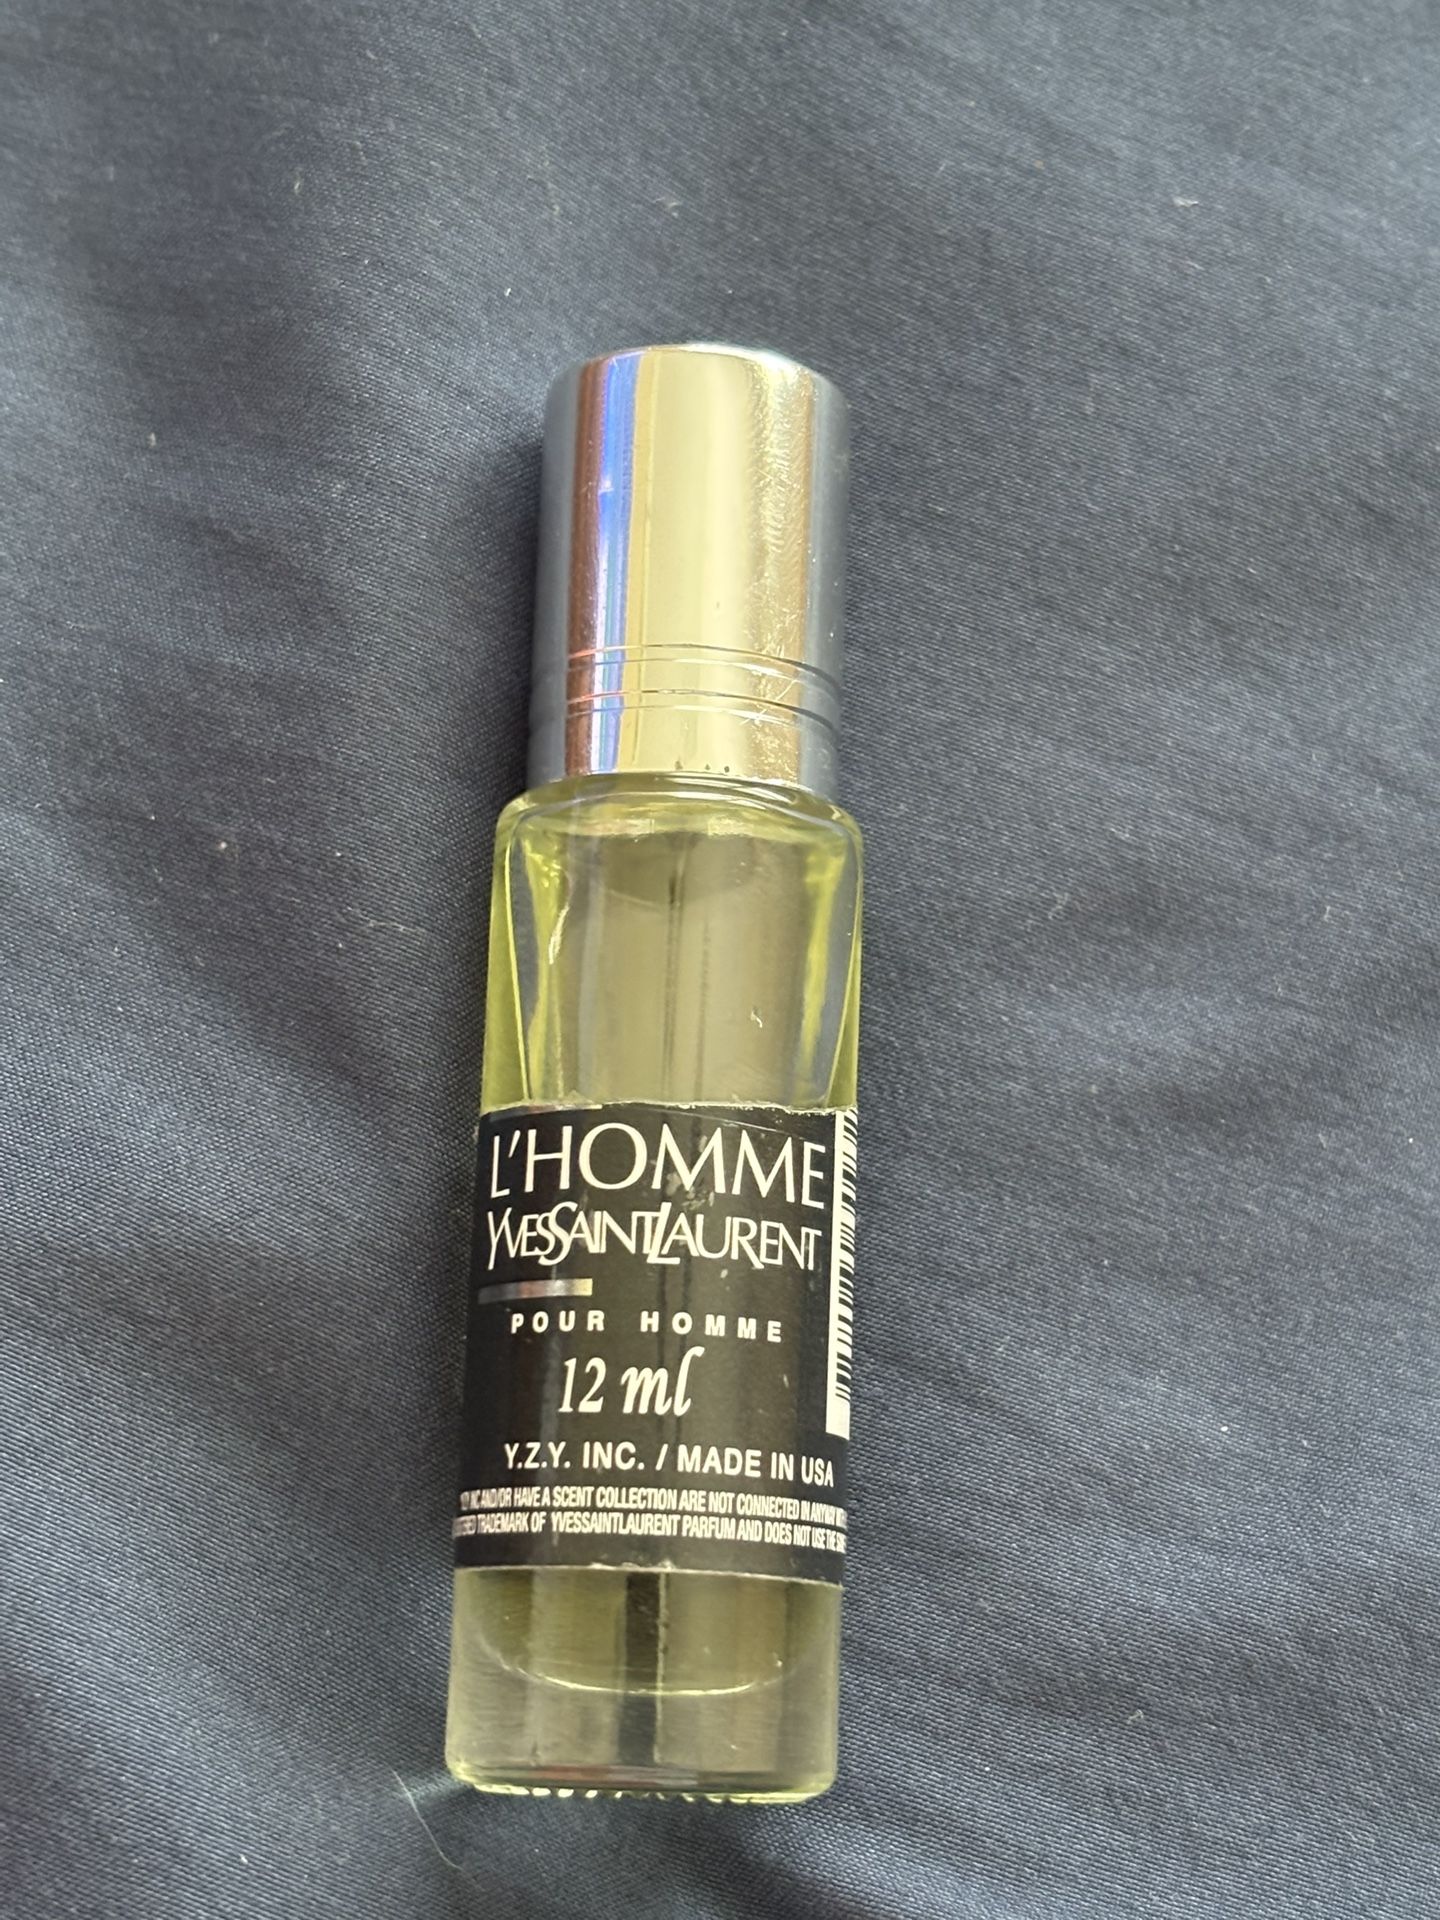 L'HOMME
YVESSAINTLAURENT
POUR HOMME
12 ml
Y.Z.Y. INC. / MADE IN USA
INC AND/OR HAVE A SCENT COLLECTION ARE NOT CONNECTED IN ANYWAY
TRADEMARK OF YVESSAINTLAURENT PARFUM AND DOES NOT USE THE